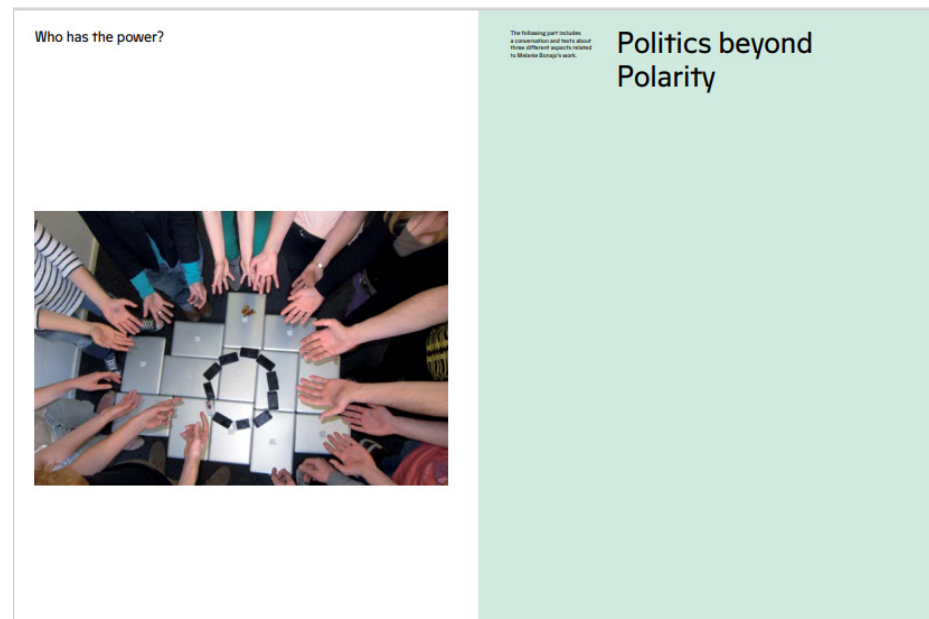 Who has the power?
The following part includes
a conversation and texts about
three different aspects related
to Melanie Bonajo's work.
Politics beyond
Polarity